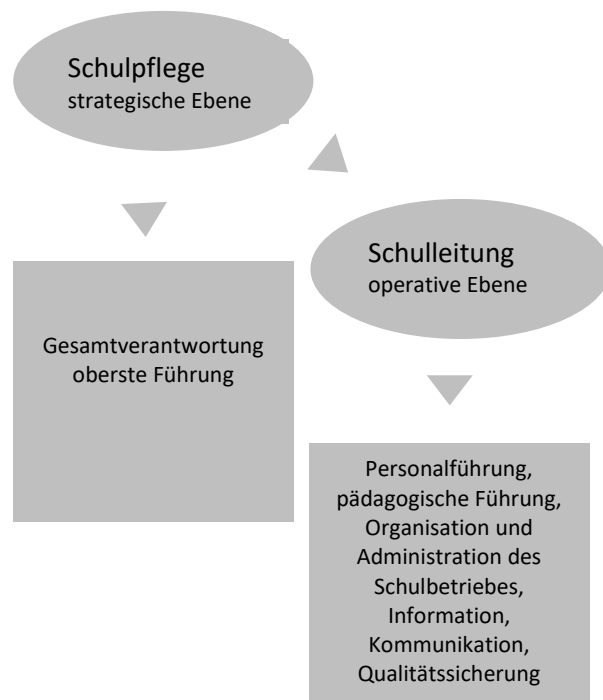 Schulpflege
strategische Ebene
Gesamtverantwortung
oberste Führung
Schulleitung
operative Ebene
Personalführung,
pädagogische Führung,
Organisation und
Administration des
Schulbetriebes,
Information,
Kommunikation,
Qualitätssicherung